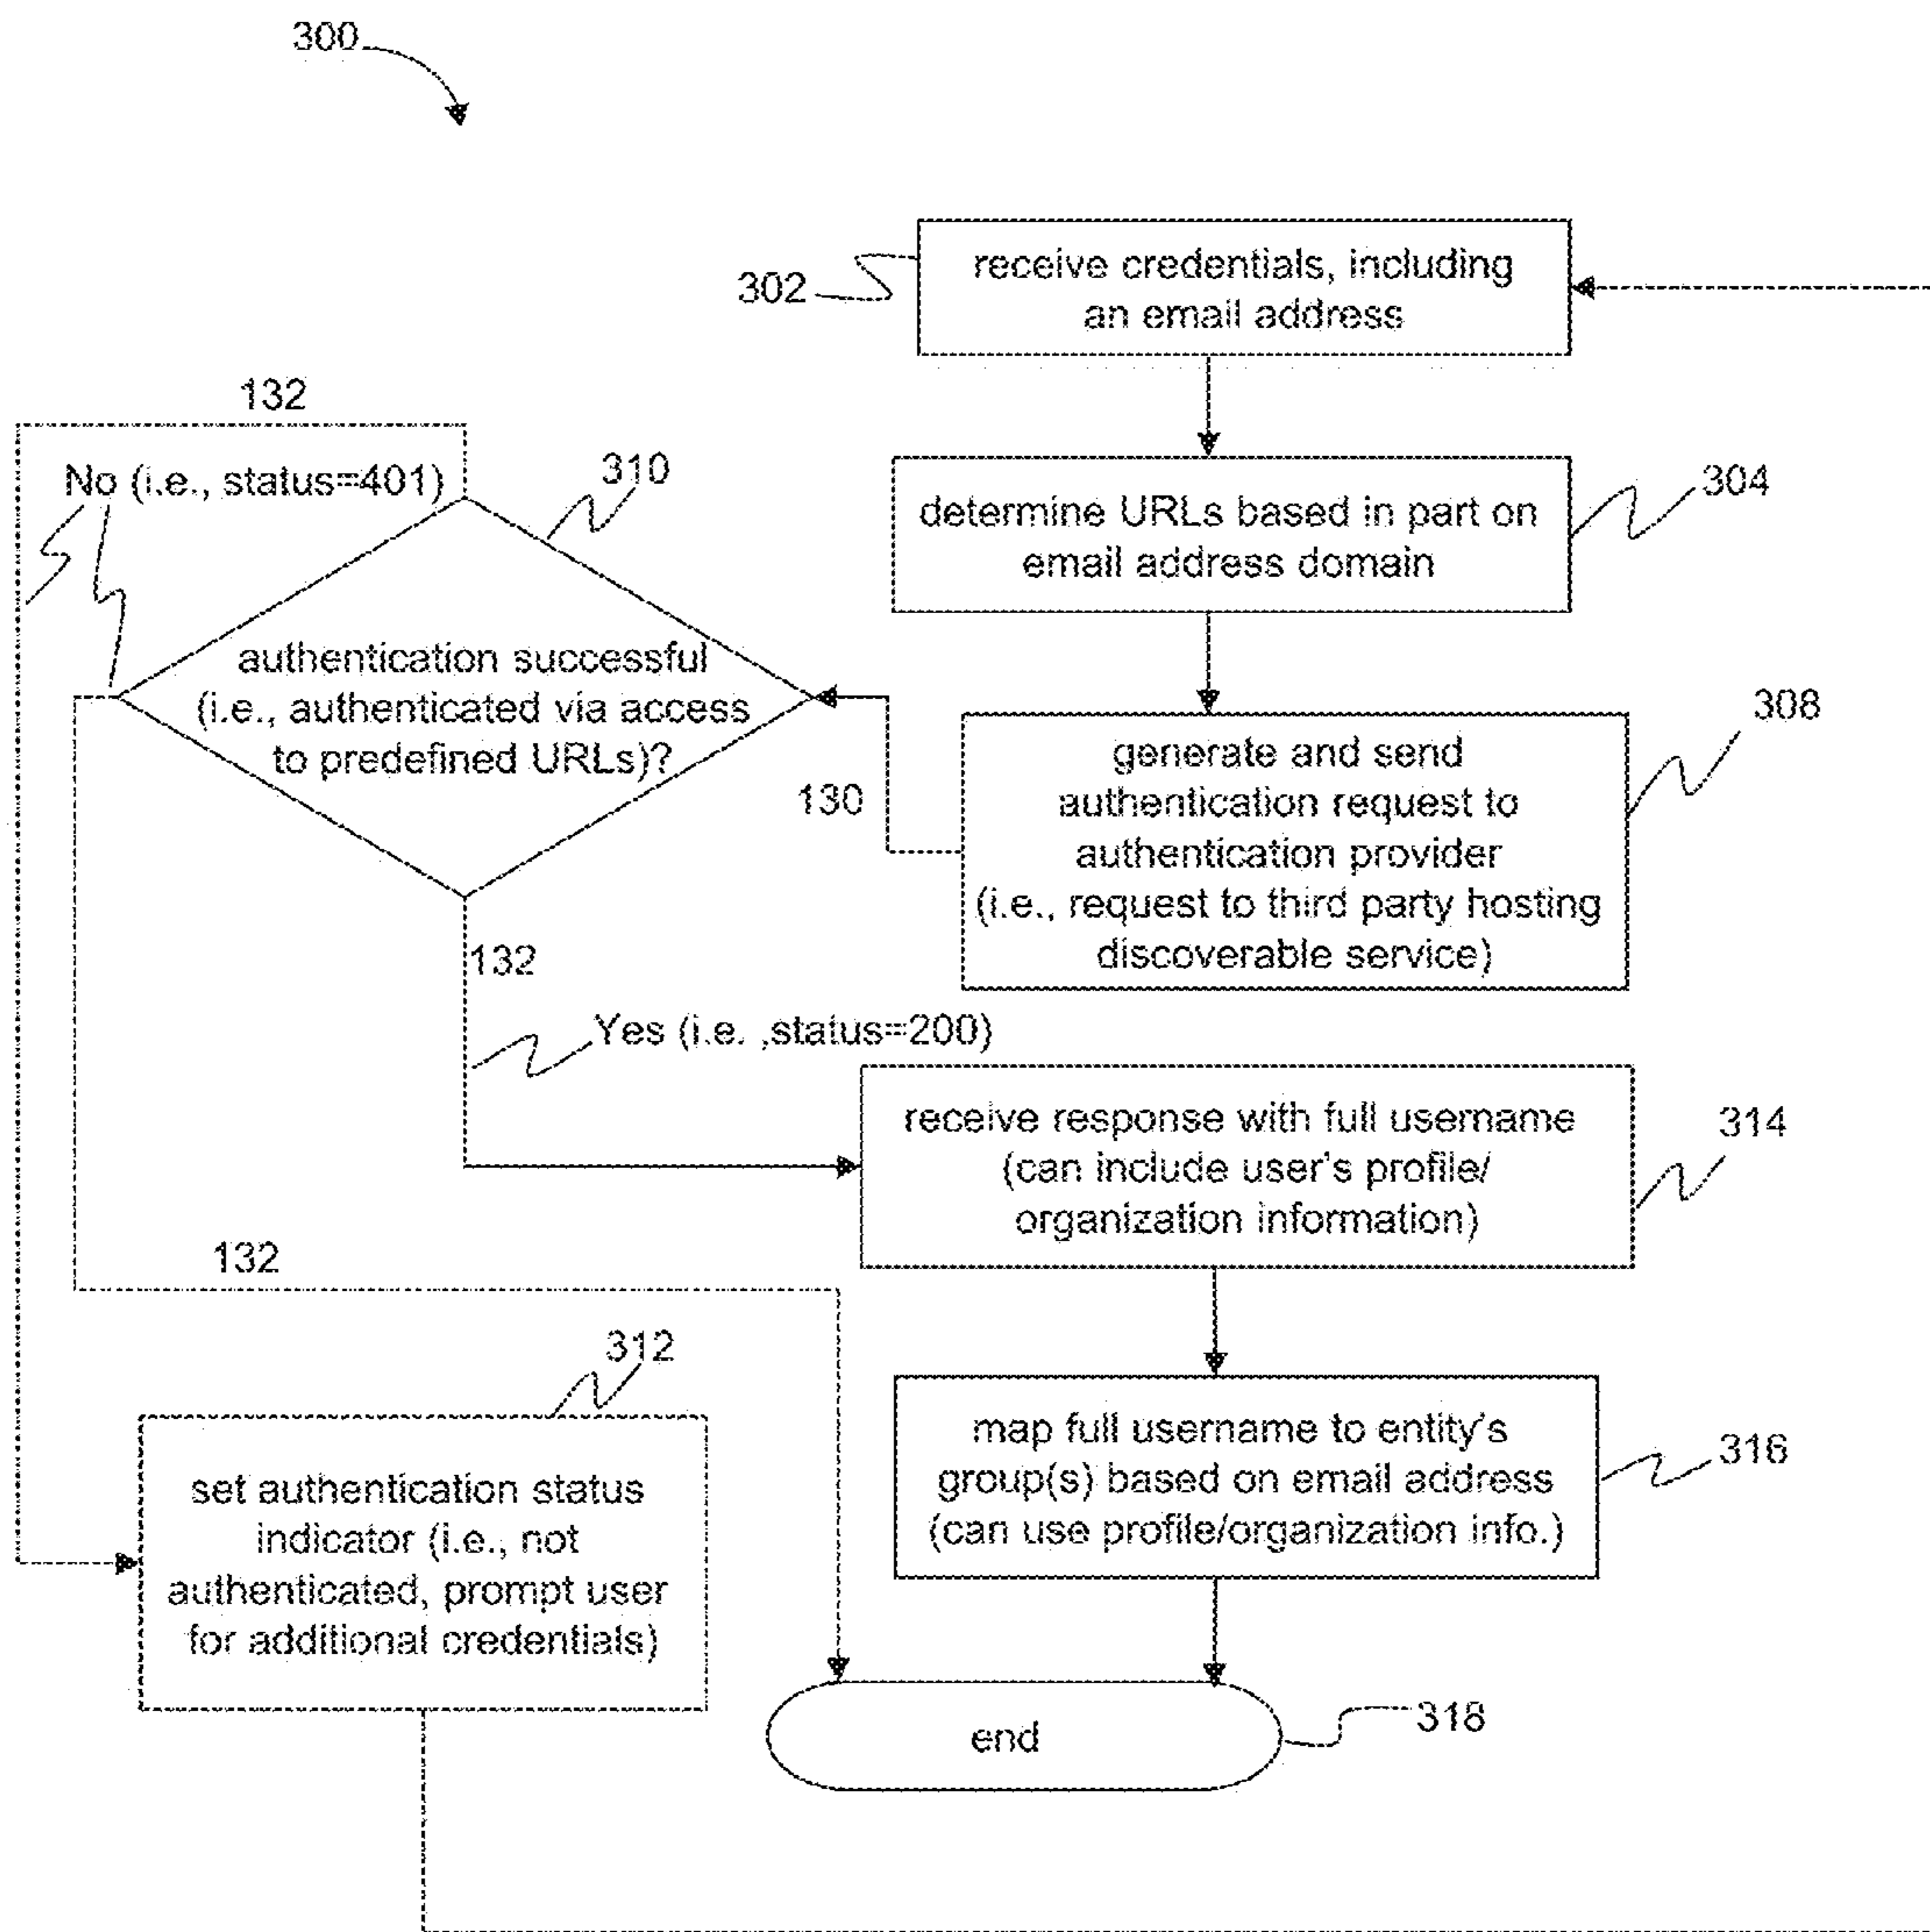 300
302
receive credentials, including
an email address
132
No (i.e., status=401)
310
304
determine URLs based in part on
email address domain
authentication successful
(i.e., authenticated via access
to predefined URLs)?
308
130
generate and send
authentication request to
authentication provider
(i.e., request to third party hosting
discoverable service)
132
Yes (i.e. ,status=200)
receive response with full username
(can include user's profile/
organization information)
314
132
312
set authentication status
indicator (i.e., not
authenticated, prompt user
for additional credentials)
map full username to entity's
group(s) based on email address
(can use profile/organization info.)
316
end
318